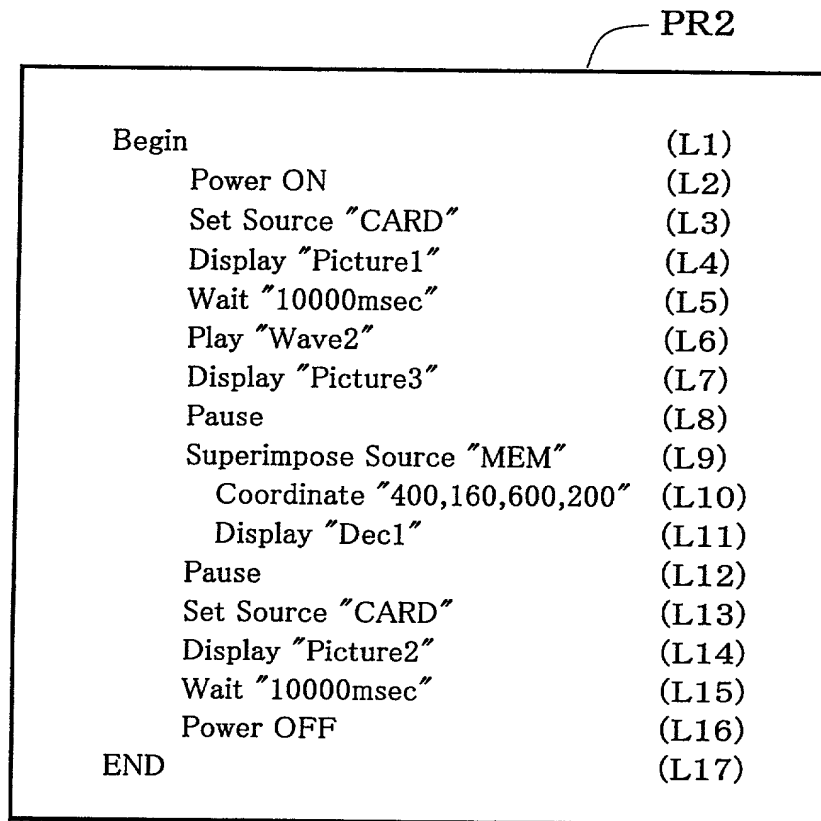 PR2
Begin (L1)
Power ON (L2)
Set Source "CARD" (L3)
Display "Picture1" (L4)
Wait "10000msec" (L5)
Play "Wave2" (L6)
Display "Picture3" (L7)
Pause (L8)
Superimpose Source "MEM" (L9)
Coordinate "400,160,600,200" (L10)
Display "Dec1" (L11)
Pause (L12)
Set Source "CARD" (L13)
Display "Picture2" (L14)
Wait "10000msec" (L15)
Power OFF (L16)
END (L17)